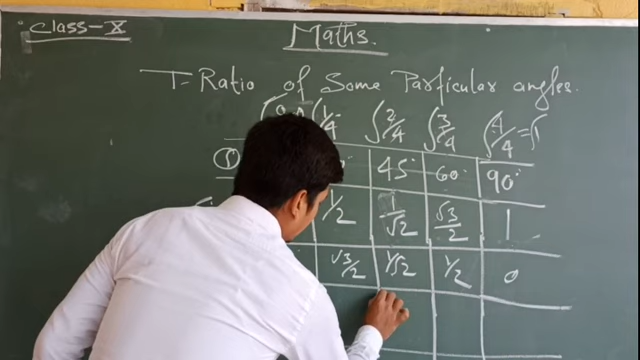 Class-X
Maths.
T-Ratio of Some Particular angles.
√1/4 √2/4 √3/4 √4/4 = √1
① 45° 60° 90°
1/2 1/√2 √3/2 1
√3/2 1/√2 1/2 0